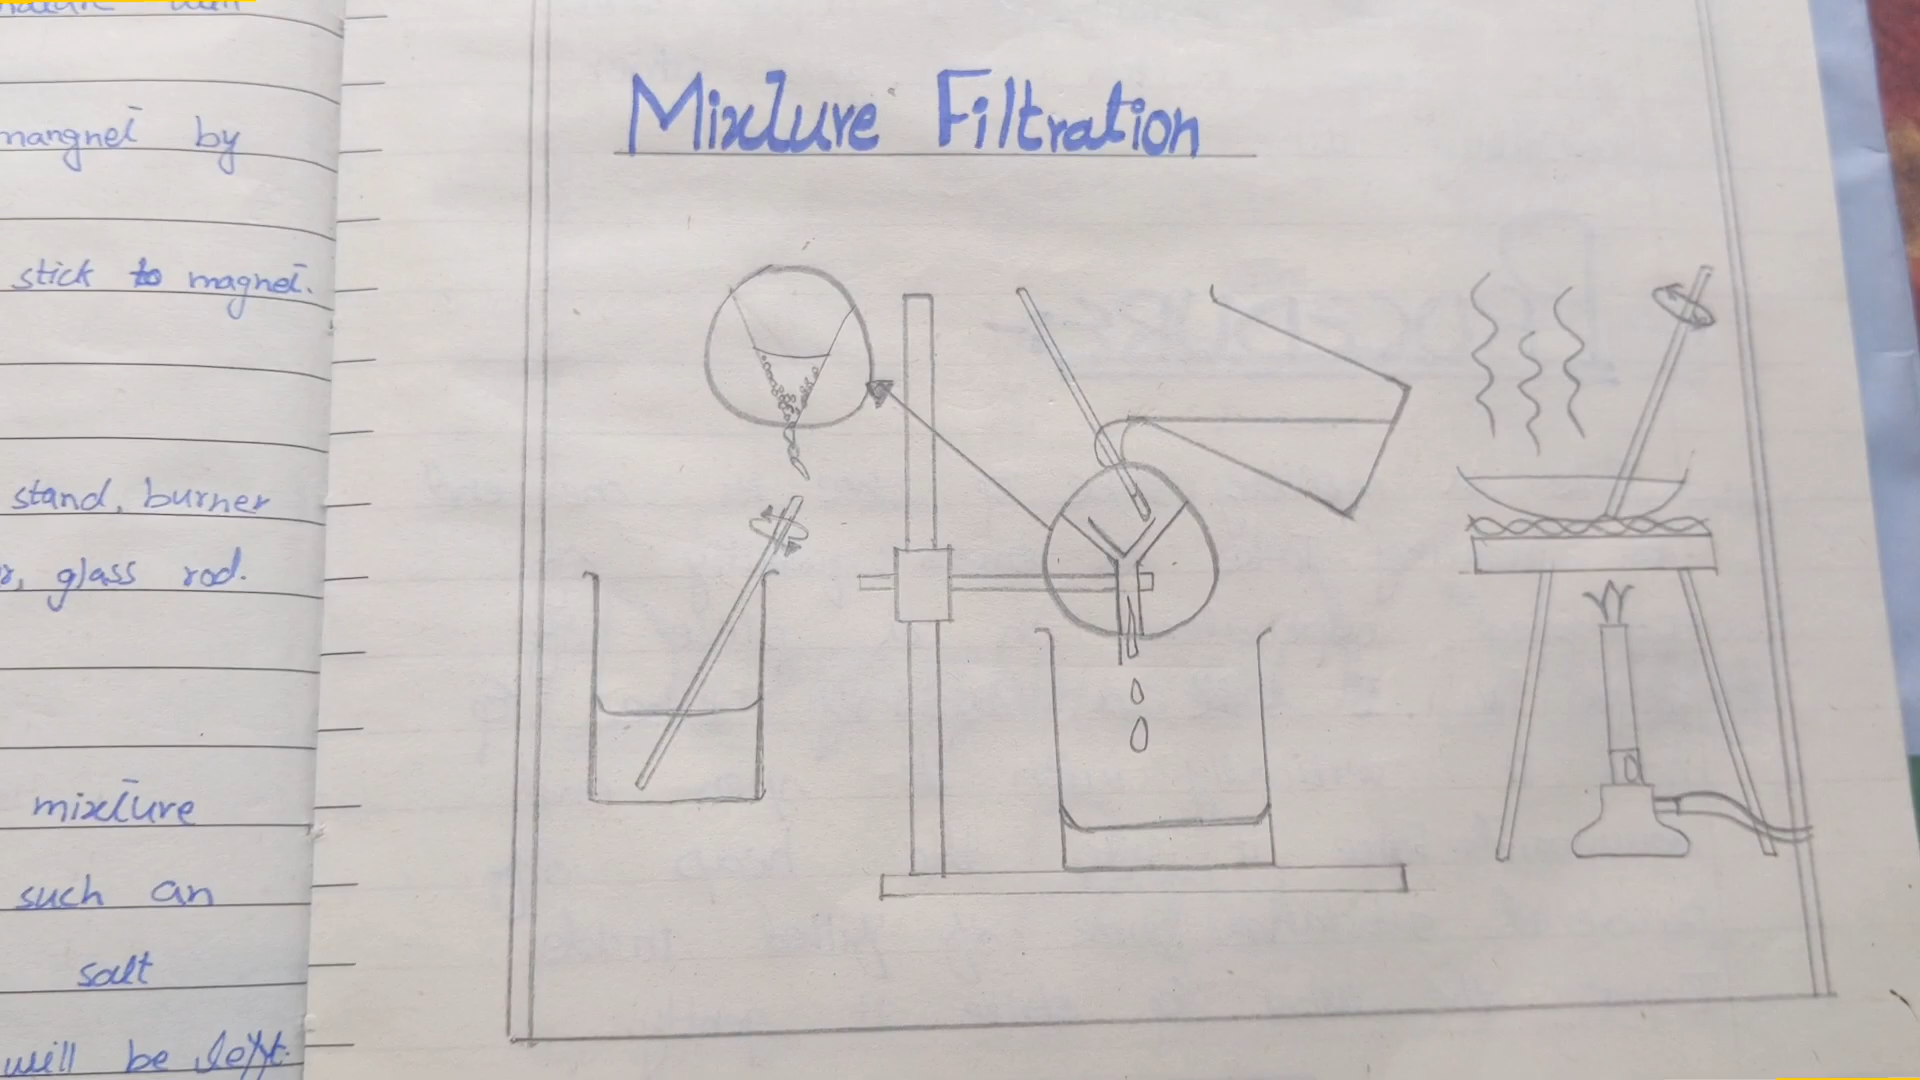 mangnet by
stick to magnet.
stand, burner
glass rod.
mixture
such an
salt
will be left.
Mixture Filtration